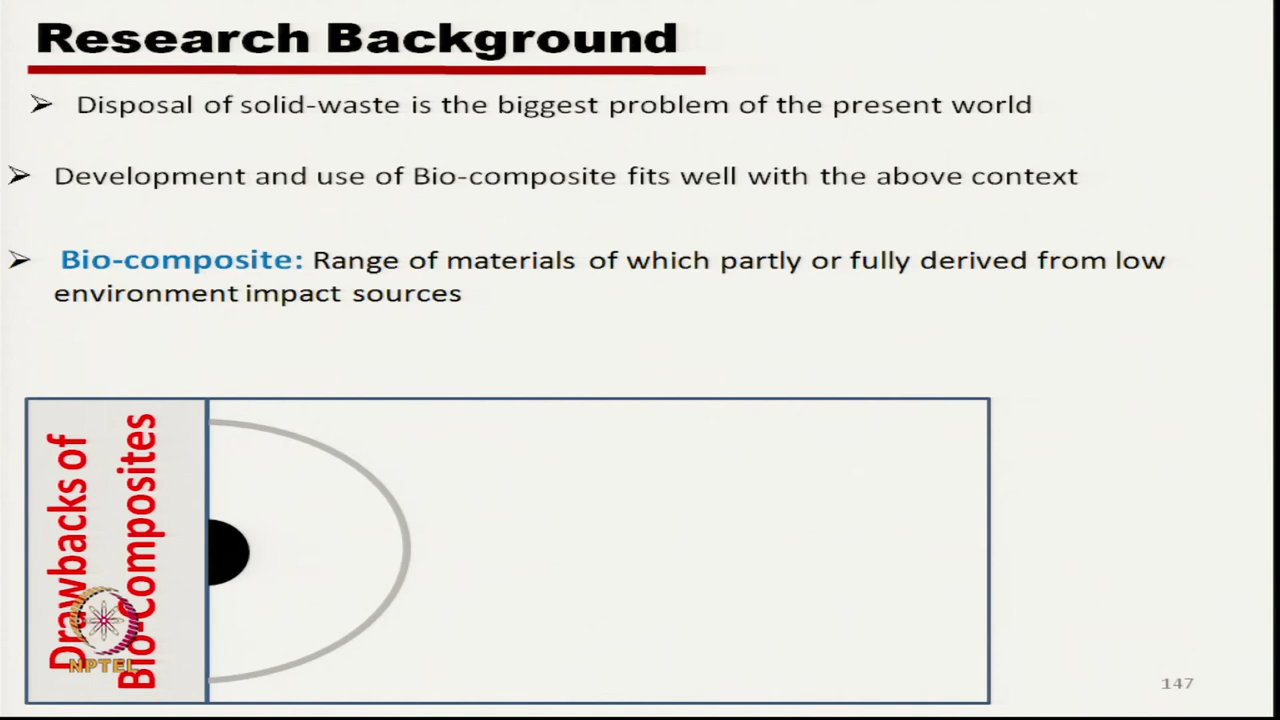 Research Background
➢ Disposal of solid-waste is the biggest problem of the present world
➢ Development and use of Bio-composite fits well with the above context
➢ Bio-composite: Range of materials of which partly or fully derived from low
environment impact sources
Drawbacks of
Bio-Composites
NPTEL
147